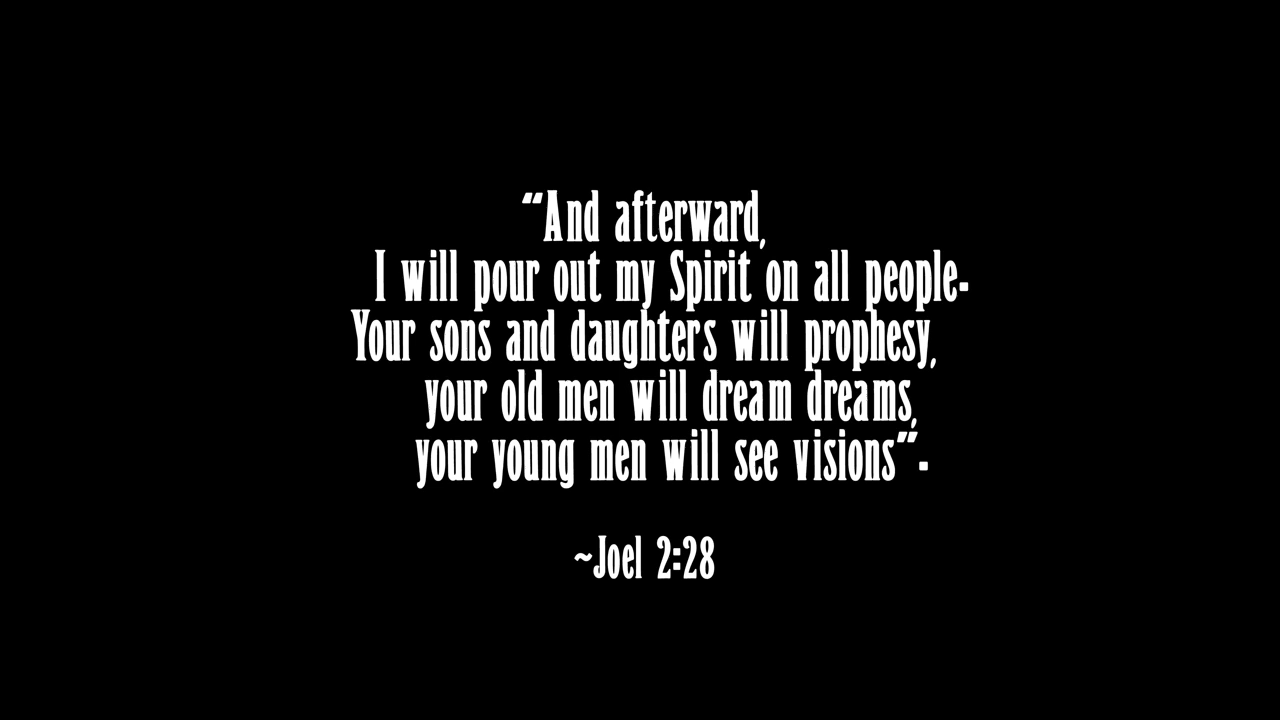 “And afterward,
I will pour out my Spirit on all people.
Your sons and daughters will prophesy,
your old men will dream dreams,
your young men will see visions”.
~Joel 2:28